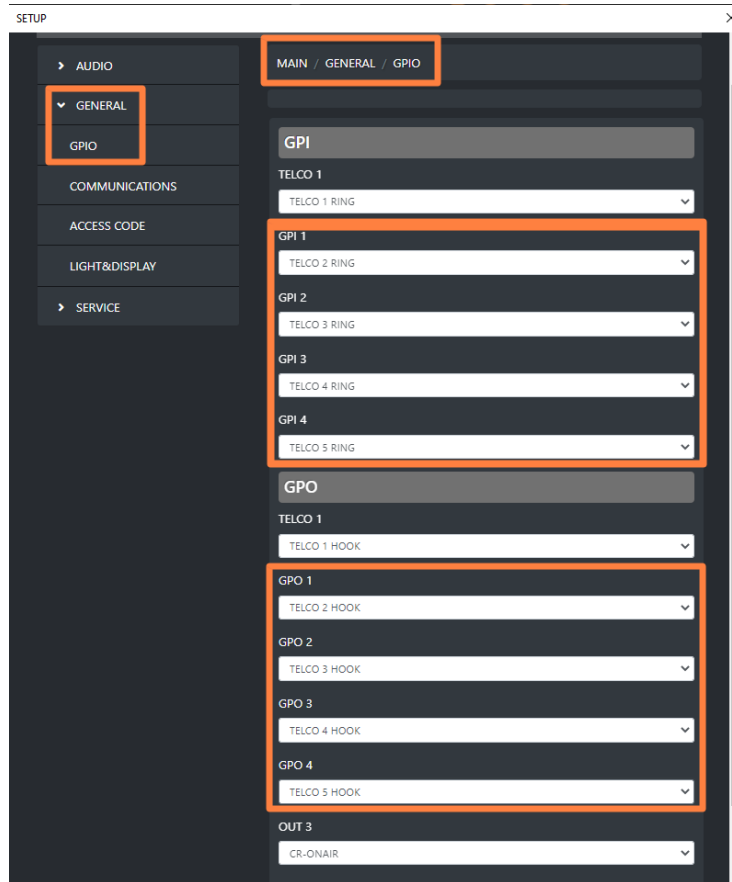 SETUP
AUDIO
GENERAL
GPIO
COMMUNICATIONS
ACCESS CODE
LIGHT&DISPLAY
SERVICE
MAIN / GENERAL / GPIO
GPI
TELCO 1
TELCO 1 RING
GPI 1
TELCO 2 RING
GPI 2
TELCO 3 RING
GPI 3
TELCO 4 RING
GPI 4
TELCO 5 RING
GPO
TELCO 1
TELCO 1 HOOK
GPO 1
TELCO 2 HOOK
GPO 2
TELCO 3 HOOK
GPO 3
TELCO 4 HOOK
GPO 4
TELCO 5 HOOK
OUT 3
CR-ONAIR